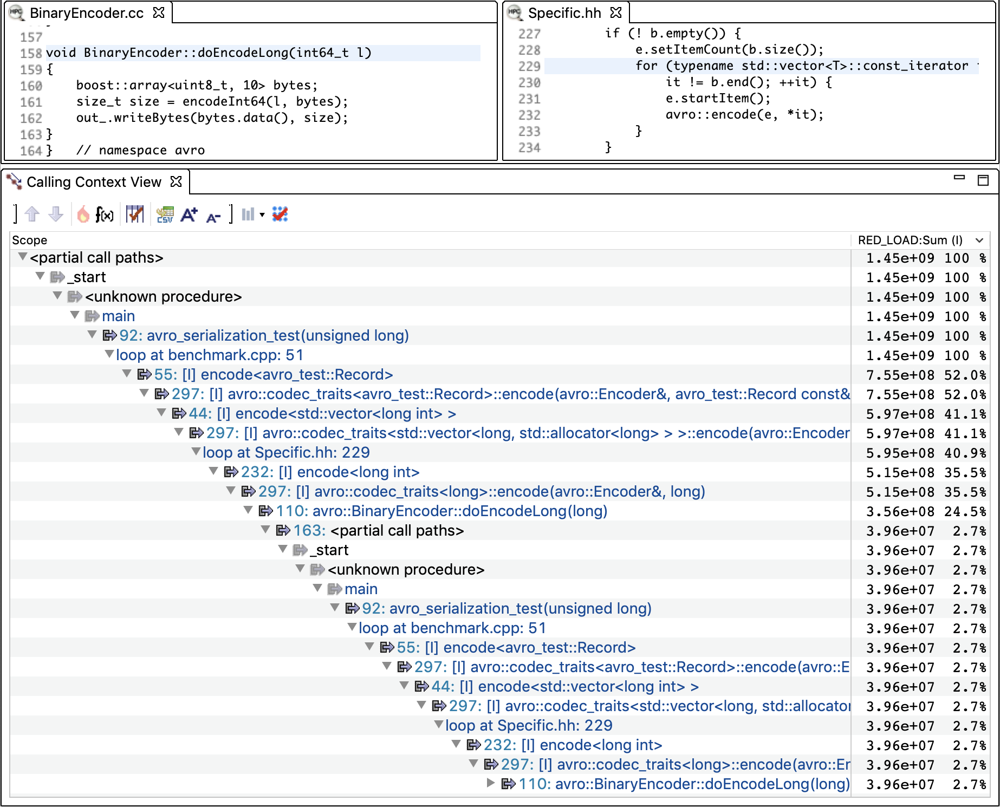 BinaryEncoder.cc
157
158 void BinaryEncoder::doEncodeLong(int64_t l)
159 {
160     boost::array<uint8_t, 10> bytes;
161     size_t size = encodeInt64(l, bytes);
162     out_.writeBytes(bytes.data(), size);
163 }
164 }   // namespace avro
Specific.hh
227         if (! b.empty()) {
228             e.setItemCount(b.size());
229             for (typename std::vector<T>::const_iterator
230                 it != b.end(); ++it) {
231                 e.startItem();
232                 avro::encode(e, *it);
233             }
234         }
Calling Context View
f(x) CSV A+ A-
Scope RED_LOAD:Sum (I)
<partial call paths> 1.45e+09 100 %
_start 1.45e+09 100 %
<unknown procedure> 1.45e+09 100 %
main 1.45e+09 100 %
92: avro_serialization_test(unsigned long) 1.45e+09 100 %
loop at benchmark.cpp: 51 1.45e+09 100 %
55: [I] encode<avro_test::Record> 7.55e+08 52.0%
297: [I] avro::codec_traits<avro_test::Record>::encode(avro::Encoder&, avro_test::Record const& 7.55e+08 52.0%
44: [I] encode<std::vector<long int> > 5.97e+08 41.1%
297: [I] avro::codec_traits<std::vector<long, std::allocator<long> > >::encode(avro::Encoder 5.97e+08 41.1%
loop at Specific.hh: 229 5.95e+08 40.9%
232: [I] encode<long int> 5.15e+08 35.5%
297: [I] avro::codec_traits<long>::encode(avro::Encoder&, long) 5.15e+08 35.5%
110: avro::BinaryEncoder::doEncodeLong(long) 3.56e+08 24.5%
163: <partial call paths> 3.96e+07 2.7%
_start 3.96e+07 2.7%
<unknown procedure> 3.96e+07 2.7%
main 3.96e+07 2.7%
92: avro_serialization_test(unsigned long) 3.96e+07 2.7%
loop at benchmark.cpp: 51 3.96e+07 2.7%
55: [I] encode<avro_test::Record> 3.96e+07 2.7%
297: [I] avro::codec_traits<avro_test::Record>::encode(avro::E 3.96e+07 2.7%
44: [I] encode<std::vector<long int> > 3.96e+07 2.7%
297: [I] avro::codec_traits<std::vector<long, std::allocator 3.96e+07 2.7%
loop at Specific.hh: 229 3.96e+07 2.7%
232: [I] encode<long int> 3.96e+07 2.7%
297: [I] avro::codec_traits<long>::encode(avro::Er 3.96e+07 2.7%
110: avro::BinaryEncoder::doEncodeLong(long) 3.96e+07 2.7%